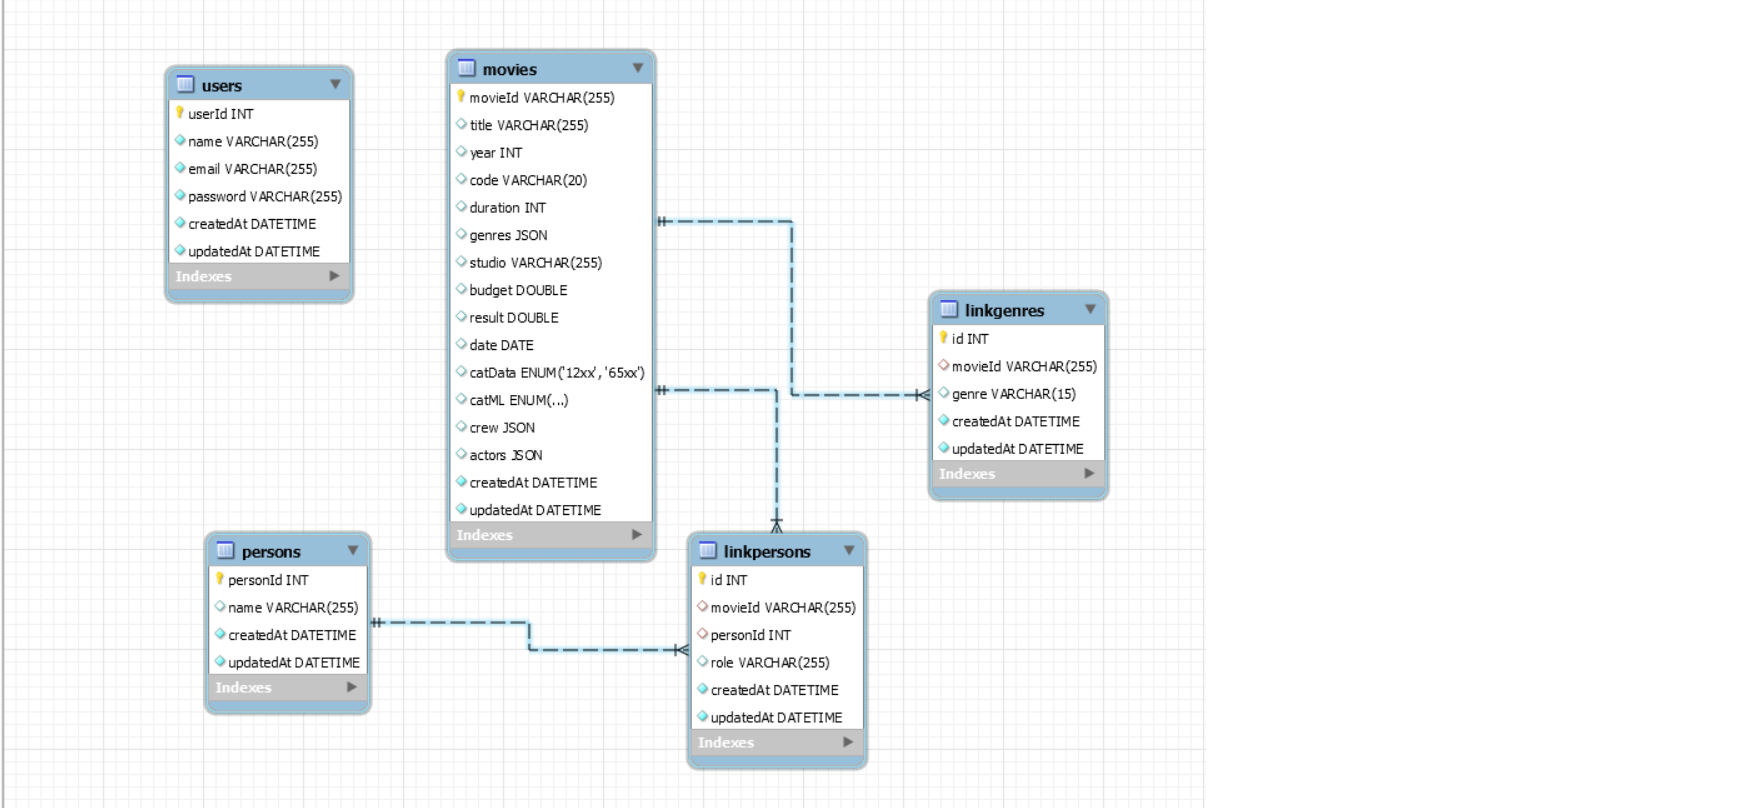 users
userId INT
name VARCHAR(255)
email VARCHAR(255)
password VARCHAR(255)
createdAt DATETIME
updatedAt DATETIME
Indexes
movies
movieId VARCHAR(255)
title VARCHAR(255)
year INT
code VARCHAR(20)
duration INT
genres JSON
studio VARCHAR(255)
budget DOUBLE
result DOUBLE
date DATE
catData ENUM('12xx','65xx')
catML ENUM(...)
crew JSON
actors JSON
createdAt DATETIME
updatedAt DATETIME
Indexes
linkgenres
id INT
movieId VARCHAR(255)
genre VARCHAR(15)
createdAt DATETIME
updatedAt DATETIME
Indexes
persons
personId INT
name VARCHAR(255)
createdAt DATETIME
updatedAt DATETIME
Indexes
linkpersons
id INT
movieId VARCHAR(255)
personId INT
role VARCHAR(255)
createdAt DATETIME
updatedAt DATETIME
Indexes